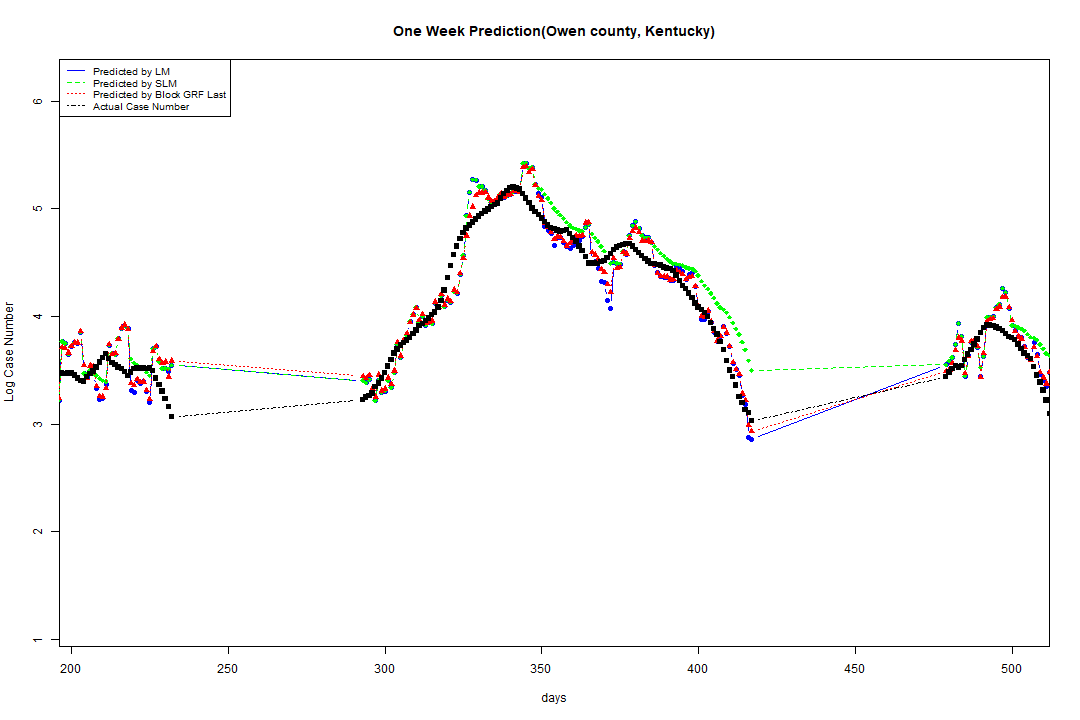 One Week Prediction(Owen county, Kentucky)
Predicted by LM
Predicted by SLM
Predicted by Block GRF Last
Actual Case Number
6
5
4
3
2
1
Log Case Number
200 250 300 350 400 450 500
days